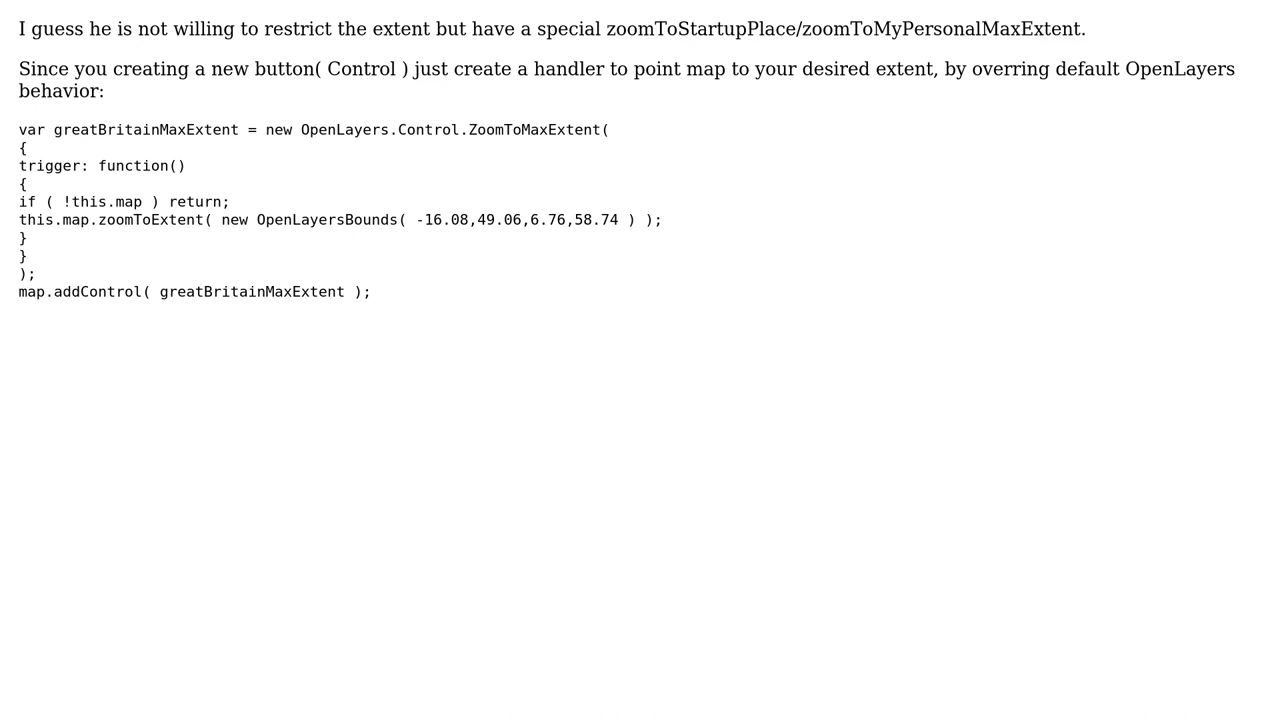 I guess he is not willing to restrict the extent but have a special zoomToStartupPlace/zoomToMyPersonalMaxExtent.
Since you creating a new button( Control ) just create a handler to point map to your desired extent, by overring default OpenLayers
behavior:
var greatBritainMaxExtent = new OpenLayers.Control.ZoomToMaxExtent(
{
trigger: function()
{
if ( !this.map ) return;
this.map.zoomToExtent( new OpenLayersBounds( -16.08,49.06,6.76,58.74 ) );
}
}
);
map.addControl( greatBritainMaxExtent );